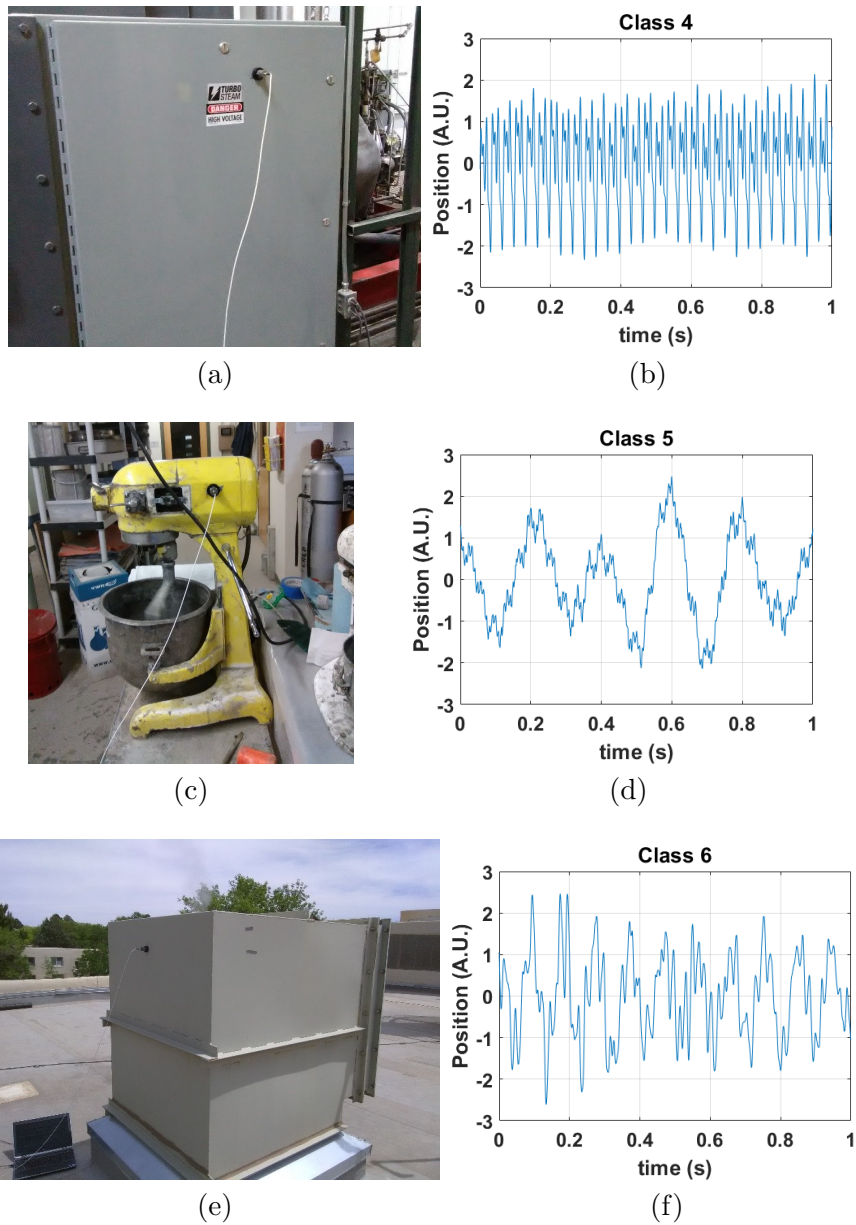 TURBO
STEAM
DANGER
HIGH VOLTAGE
Class 4
Position (A.U.)
3
2
1
0
-1
-2
-3
0
0.2
0.4
0.6
0.8
1
time (s)
(a)
(b)
Class 5
Position (A.U.)
3
2
1
0
-1
-2
-3
0
0.2
0.4
0.6
0.8
1
time (s)
(c)
(d)
Class 6
Position (A.U.)
3
2
1
0
-1
-2
-3
0
0.2
0.4
0.6
0.8
1
time (s)
(e)
(f)